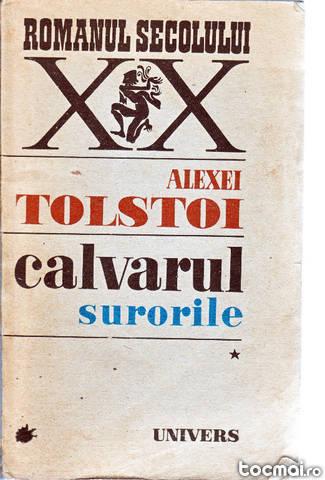 ROMANUL SECOLULUI
XX
ALEXEI
TOLSTOI
calvarul
surorile
*
UNIVERS
tocmai.ro